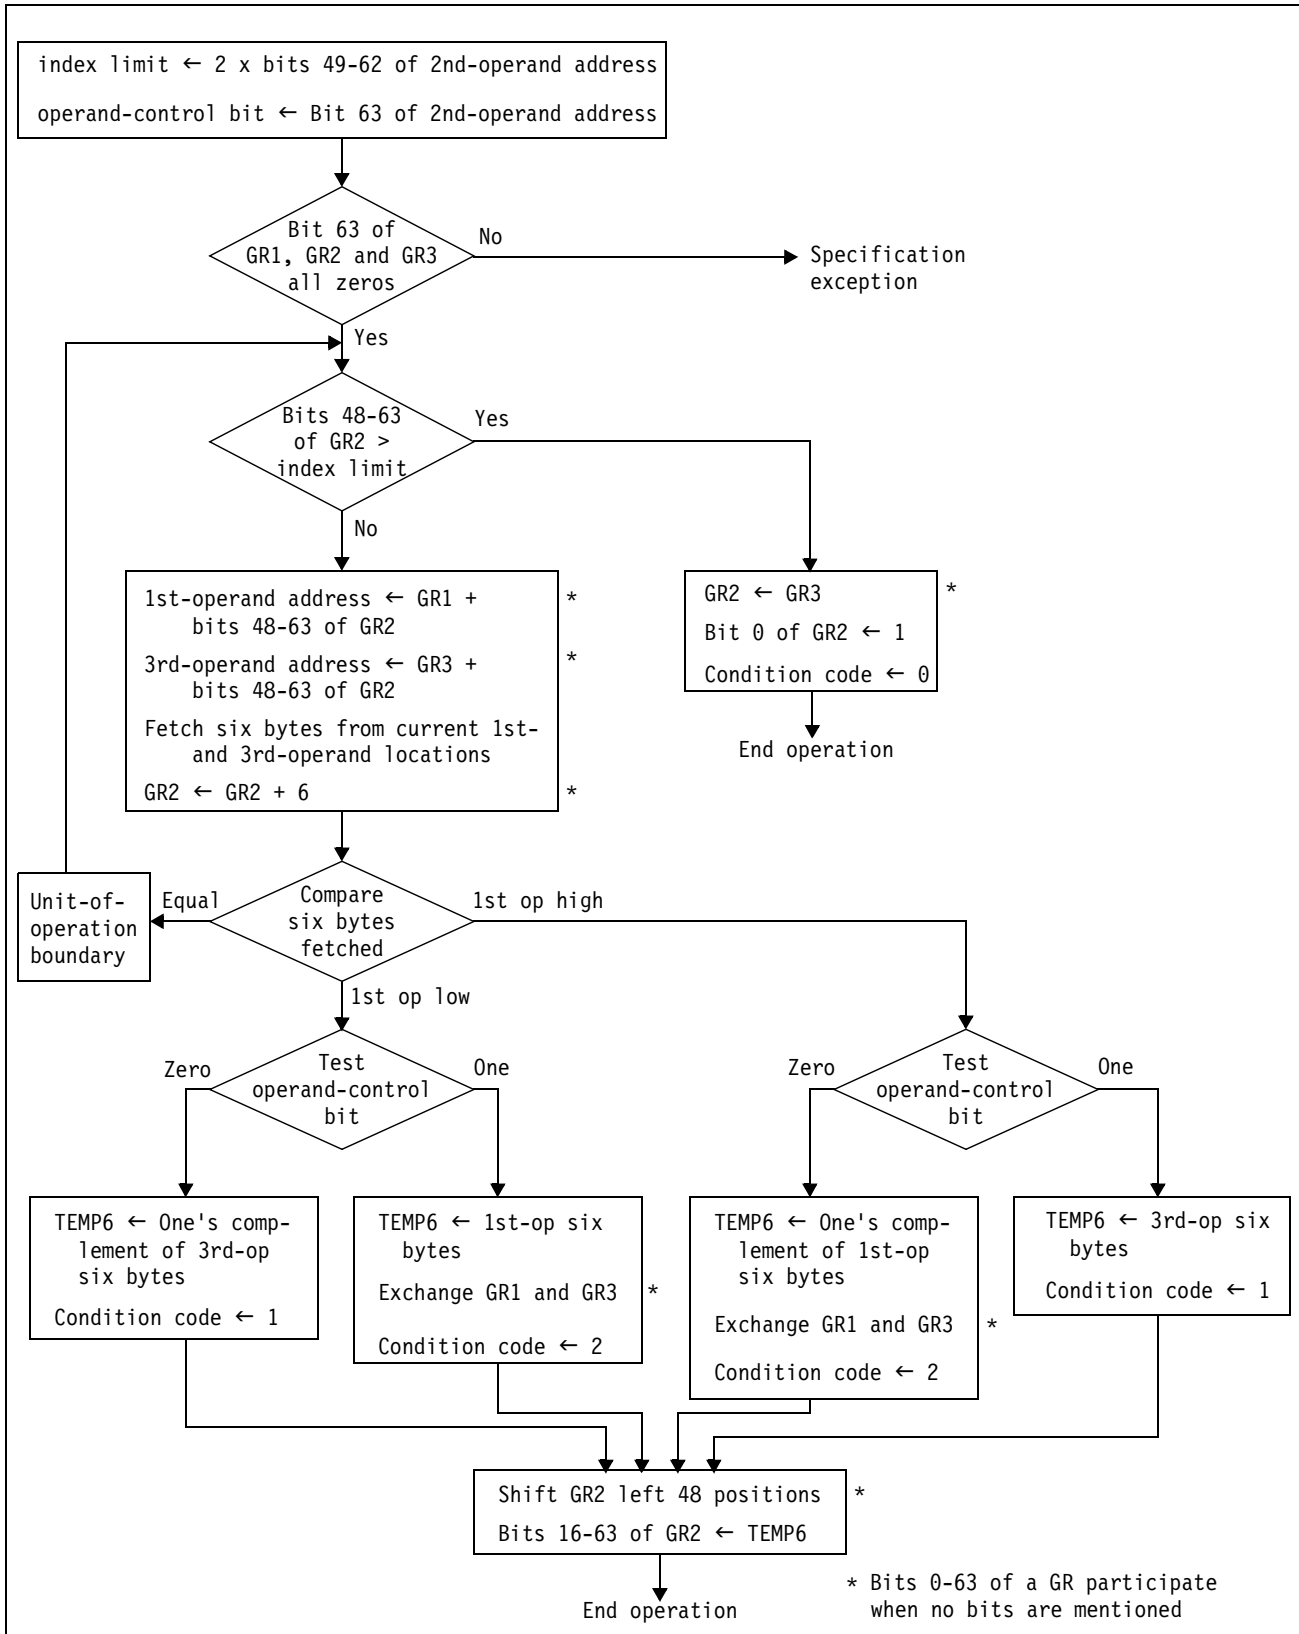 index limit ← 2 x bits 49-62 of 2nd-operand address
operand-control bit ← Bit 63 of 2nd-operand address
Bit 63 of
GR1, GR2 and GR3
all zeros
No
Specification
exception
Yes
Bits 48-63
of GR2 >
index limit
Yes
No
1st-operand address ← GR1 + *
bits 48-63 of GR2
3rd-operand address ← GR3 + *
bits 48-63 of GR2
Fetch six bytes from current 1st-
and 3rd-operand locations
GR2 ← GR2 + 6 *
GR2 ← GR3 *
Bit 0 of GR2 ← 1
Condition code ← 0
End operation
Unit-of-
operation
boundary
Equal
Compare
six bytes
fetched
1st op high
1st op low
Zero
Test
operand-control
bit
One
Zero
Test
operand-control
bit
One
TEMP6 ← One's comp-
lement of 3rd-op
six bytes
Condition code ← 1
TEMP6 ← 1st-op six
bytes
Exchange GR1 and GR3 *
Condition code ← 2
TEMP6 ← One's comp-
lement of 1st-op
six bytes
Exchange GR1 and GR3 *
Condition code ← 2
TEMP6 ← 3rd-op six
bytes
Condition code ← 1
Shift GR2 left 48 positions *
Bits 16-63 of GR2 ← TEMP6
End operation
* Bits 0-63 of a GR participate
when no bits are mentioned